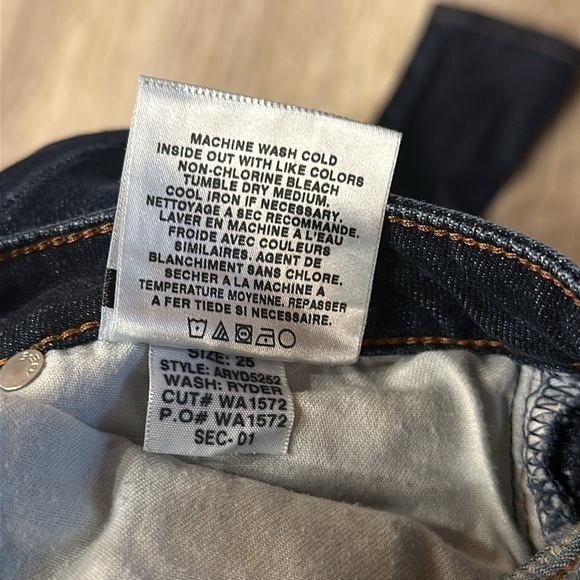 MACHINE WASH COLD
INSIDE OUT WITH LIKE COLORS
NON-CHLORINE BLEACH
TUMBLE DRY MEDIUM.
COOL IRON IF NECESSARY.
NETTOYAGE A SEC RECOMMANDE.
LAVER EN MACHINE A L'EAU
FROIDE AVEC COULEURS
SIMILAIRES. AGENT DE
BLANCHIMENT SANS CHLORE.
SECHER A LA MACHINE A
TEMPERATURE MOYENNE. REPASSER
A FER TIEDE SI NECESSAIRE.
SIZE: 26
STYLE: ARYD5252
WASH: RYDER
CUT# WA1572
P.O# WA1572
SEC- 01